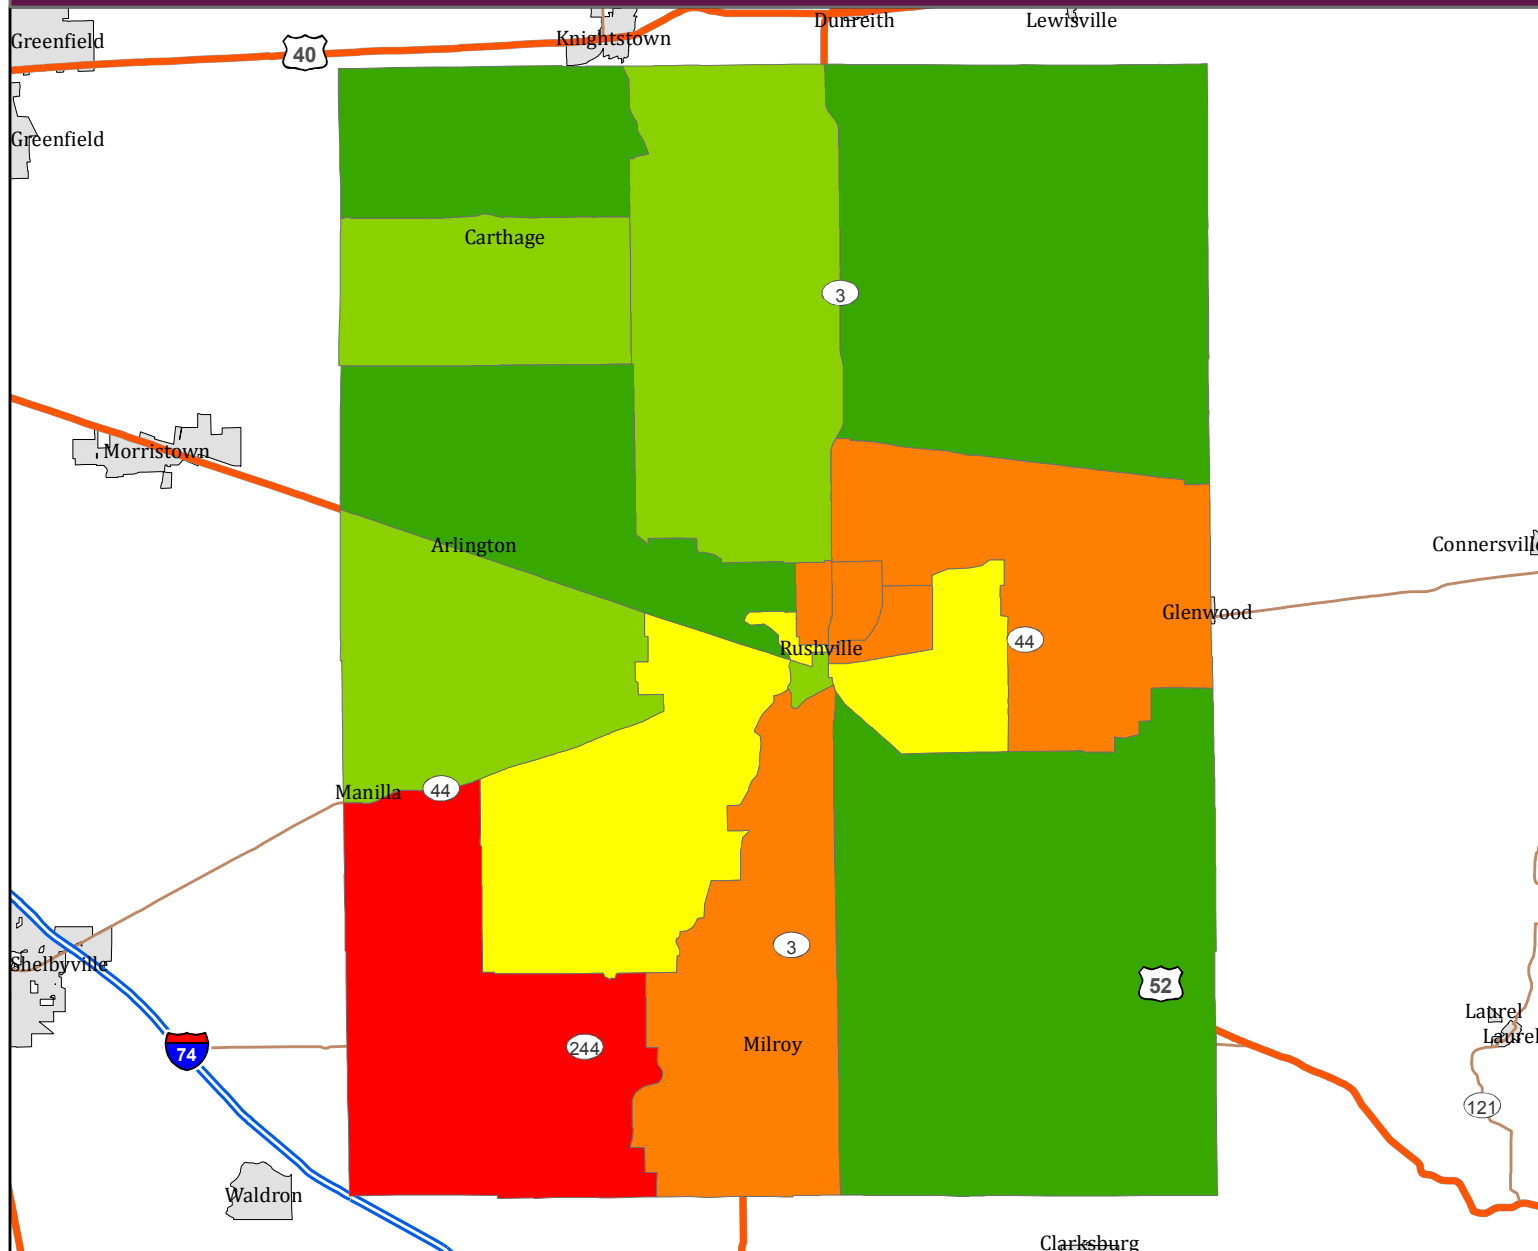 Dunreith
Lewisville
Greenfield
Knightstown
40
Greenfield
Carthage
3
Morristown
Arlington
Connersville
Glenwood
44
Rushville
Manilla
44
3
Shelbyville
52
Laurel
Laurel
244
Milroy
74
121
Waldron
Clarksburg